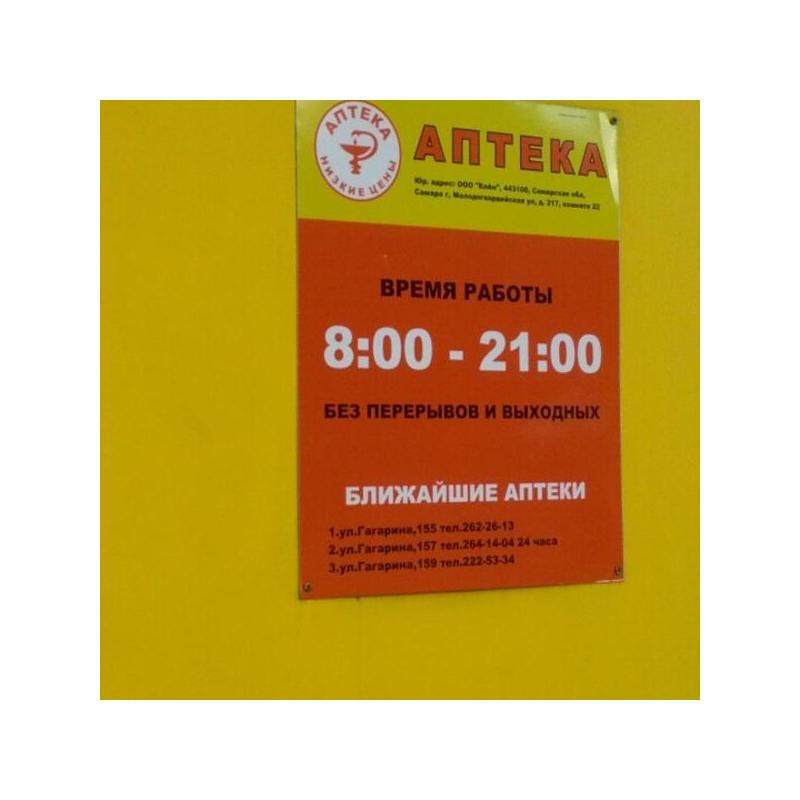 АПТЕКА
НИЗКИЕ ЦЕНЫ
АПТЕКА
Юр. адрес: ООО "Клён", 443100, Самарская обл,
Самара г, Молодогвардейская ул, д. 217, комната 22
ВРЕМЯ РАБОТЫ
8:00 - 21:00
БЕЗ ПЕРЕРЫВОВ И ВЫХОДНЫХ
БЛИЖАЙШИЕ АПТЕКИ
1.ул.Гагарина,155 тел.262-26-13
2.ул.Гагарина,157 тел.264-14-04 24 часа
3.ул.Гагарина,159 тел.222-53-34